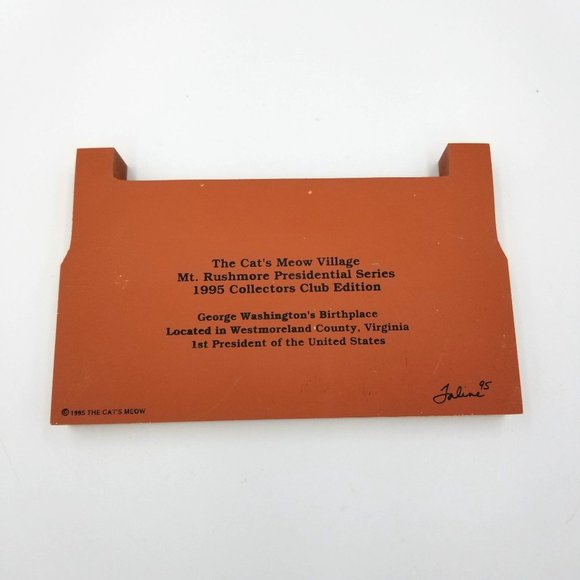 The Cat's Meow Village
Mt. Rushmore Presidential Series
1995 Collectors Club Edition
George Washington's Birthplace
Located in Westmoreland County, Virginia
1st President of the United States
Faline 95
© 1995 THE CAT'S MEOW